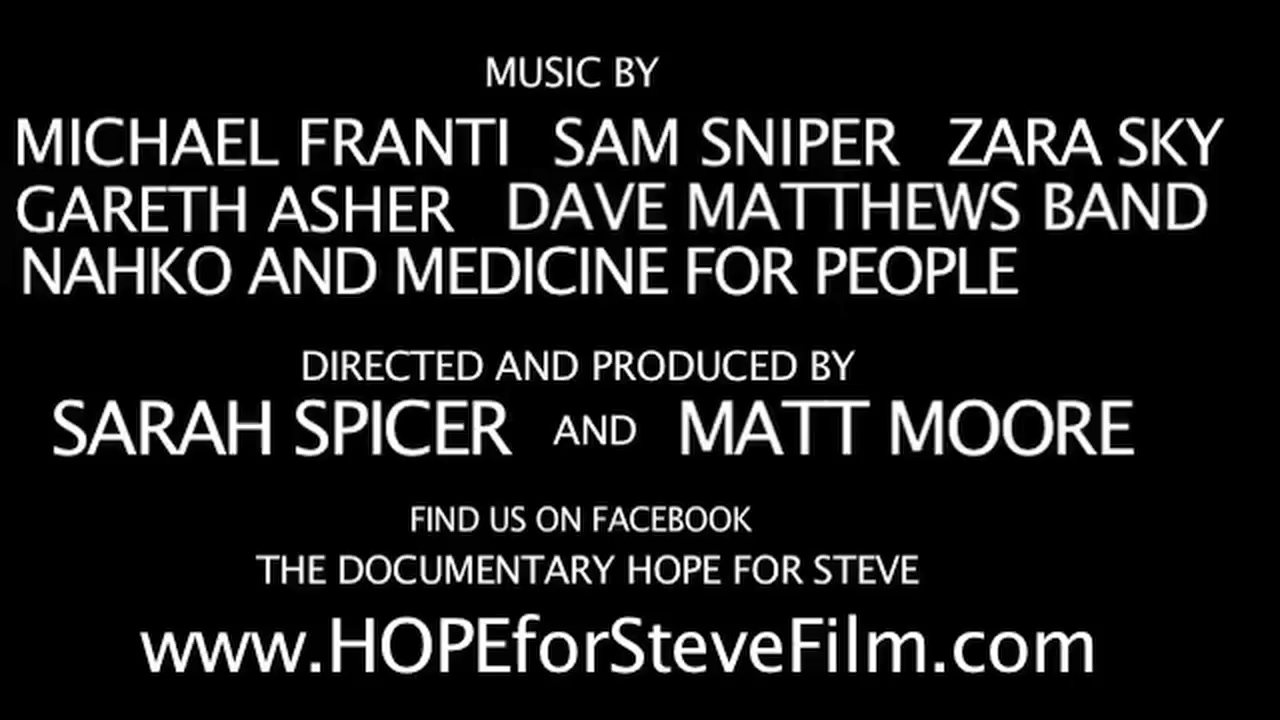 MUSIC BY
MICHAEL FRANTI SAM SNIPER ZARA SKY
GARETH ASHER DAVE MATTHEWS BAND
NAHKO AND MEDICINE FOR PEOPLE
DIRECTED AND PRODUCED BY
SARAH SPICER AND MATT MOORE
FIND US ON FACEBOOK
THE DOCUMENTARY HOPE FOR STEVE
www.HOPEforSteveFilm.com